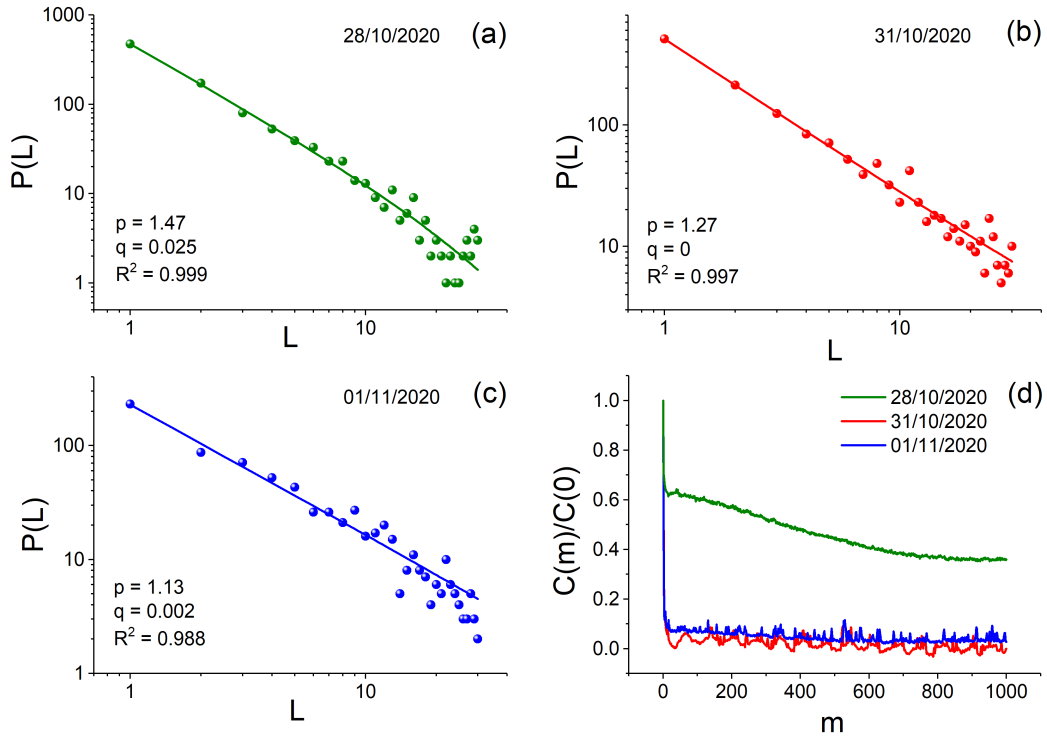 (a)
28/10/2020
P(L)
1000
100
10
1
p = 1.47
q = 0.025
R² = 0.999
1
10
L
(b)
31/10/2020
P(L)
100
10
p = 1.27
q = 0
R² = 0.997
1
10
L
(c)
01/11/2020
P(L)
100
10
1
p = 1.13
q = 0.002
R² = 0.988
1
10
L
(d)
28/10/2020
31/10/2020
01/11/2020
C(m)/C(0)
1.0
0.8
0.6
0.4
0.2
0.0
0
200
400
600
800
1000
m